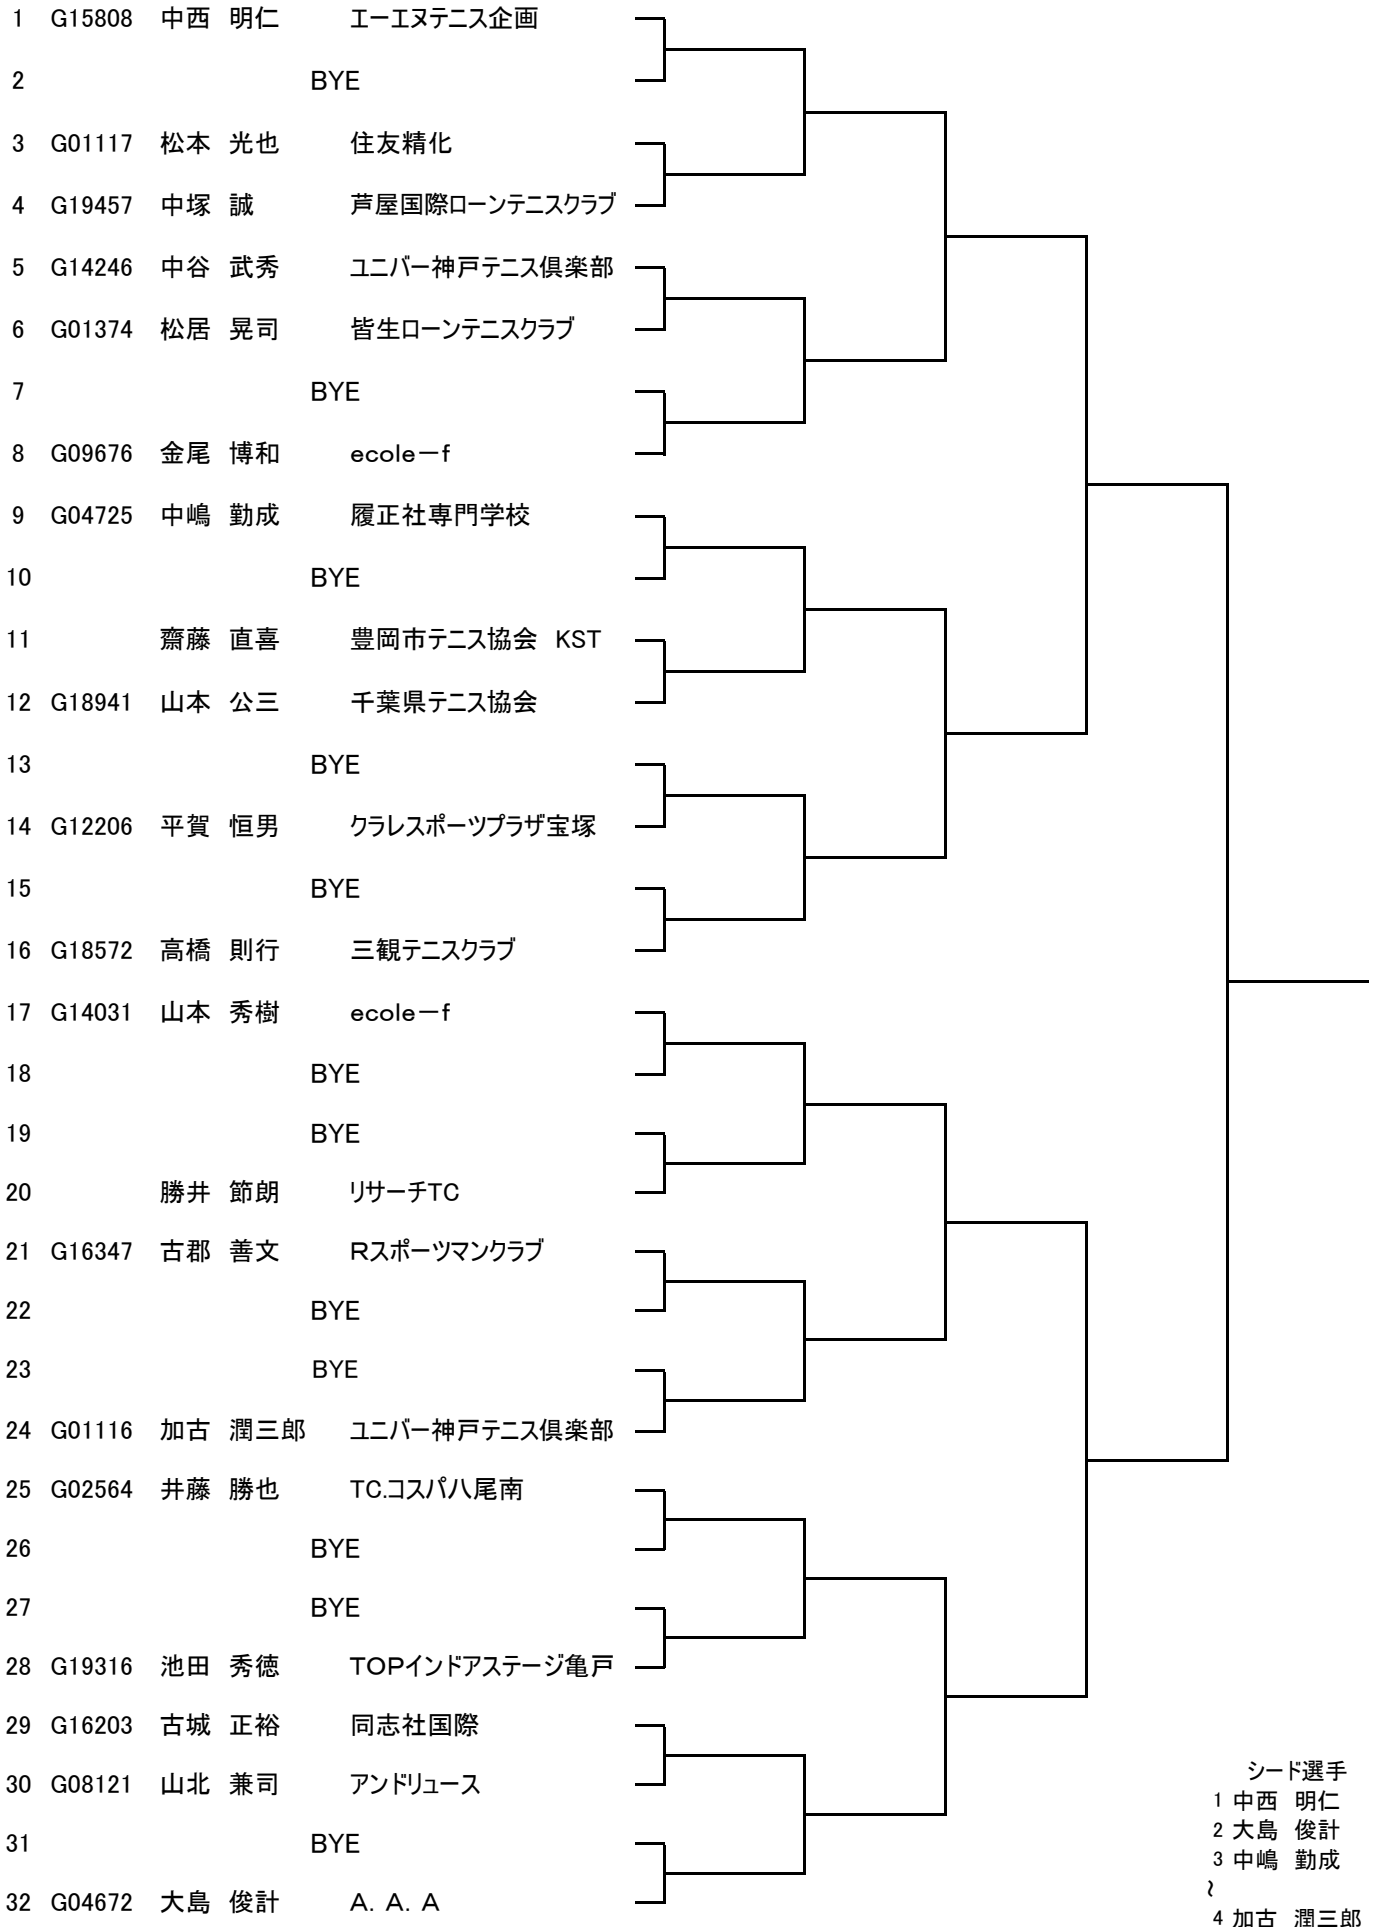 1 G15808 中西 明仁 エーエヌテニス企画
2 BYE
3 G01117 松本 光也 住友精化
4 G19457 中塚 誠 芦屋国際ローンテニスクラブ
5 G14246 中谷 武秀 ユニバー神戸テニス倶楽部
6 G01374 松居 晃司 皆生ローンテニスクラブ
7 BYE
8 G09676 金尾 博和 ecole－f
9 G04725 中嶋 勤成 履正社専門学校
10 BYE
11 齋藤 直喜 豊岡市テニス協会　KST
12 G18941 山本 公三 千葉県テニス協会
13 BYE
14 G12206 平賀 恒男 クラレスポーツプラザ宝塚
15 BYE
16 G18572 高橋 則行 三観テニスクラブ
17 G14031 山本 秀樹 ecole－f
18 BYE
19 BYE
20 勝井 節朗 リサーチTC
21 G16347 古郡 善文 Rスポーツマンクラブ
22 BYE
23 BYE
24 G01116 加古 潤三郎 ユニバー神戸テニス倶楽部
25 G02564 井藤 勝也 TC.コスパ八尾南
26 BYE
27 BYE
28 G19316 池田 秀徳 TOPインドアステージ亀戸
29 G16203 古城 正裕 同志社国際
30 G08121 山北 兼司 アンドリュース
31 BYE
32 G04672 大島 俊計 A．A．A
シード選手
1 中西 明仁
2 大島 俊計
3 中嶋 勤成
～
4 加古 潤三郎